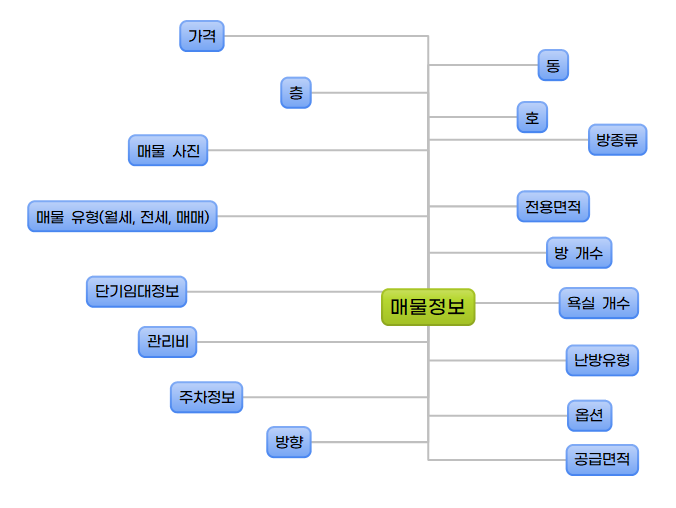 가격
층
매물 사진
매물 유형(월세, 전세, 매매)
단기임대정보
관리비
주차정보
방향
매물정보
동
호
방종류
전용면적
방 개수
욕실 개수
난방유형
옵션
공급면적